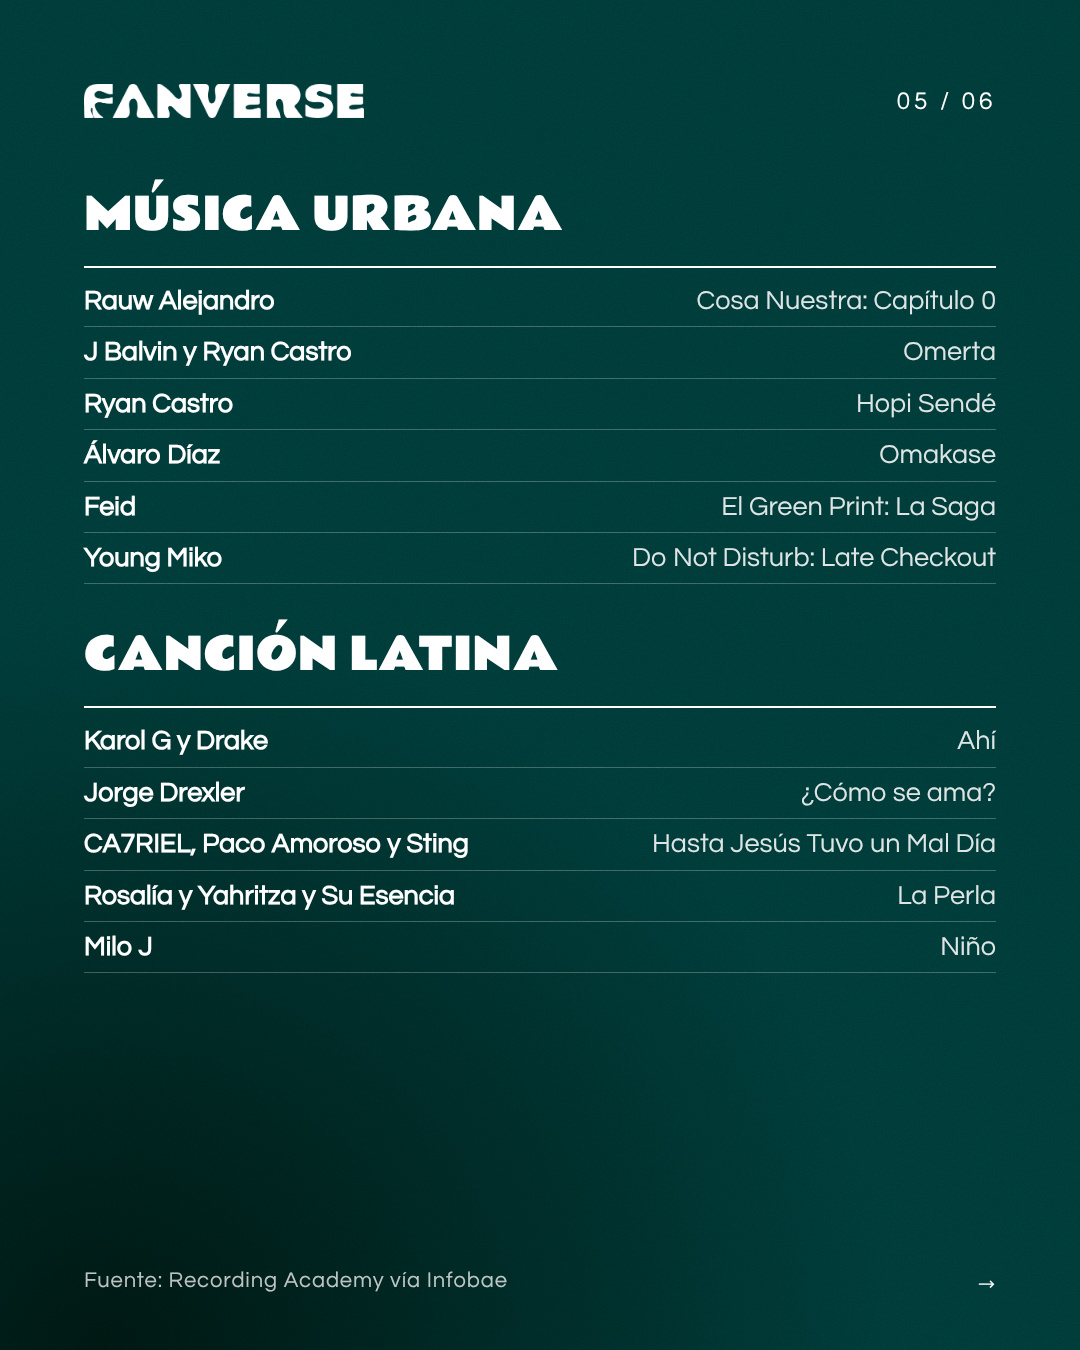 FANVERSE
05 / 06
MÚSICA URBANA
Rauw Alejandro Cosa Nuestra: Capítulo 0
J Balvin y Ryan Castro Omerta
Ryan Castro Hopi Sendé
Álvaro Díaz Omakase
Feid El Green Print: La Saga
Young Miko Do Not Disturb: Late Checkout
CANCIÓN LATINA
Karol G y Drake Ahí
Jorge Drexler ¿Cómo se ama?
CA7RIEL, Paco Amoroso y Sting Hasta Jesús Tuvo un Mal Día
Rosalía y Yahritza y Su Esencia La Perla
Milo J Niño
Fuente: Recording Academy vía Infobae →